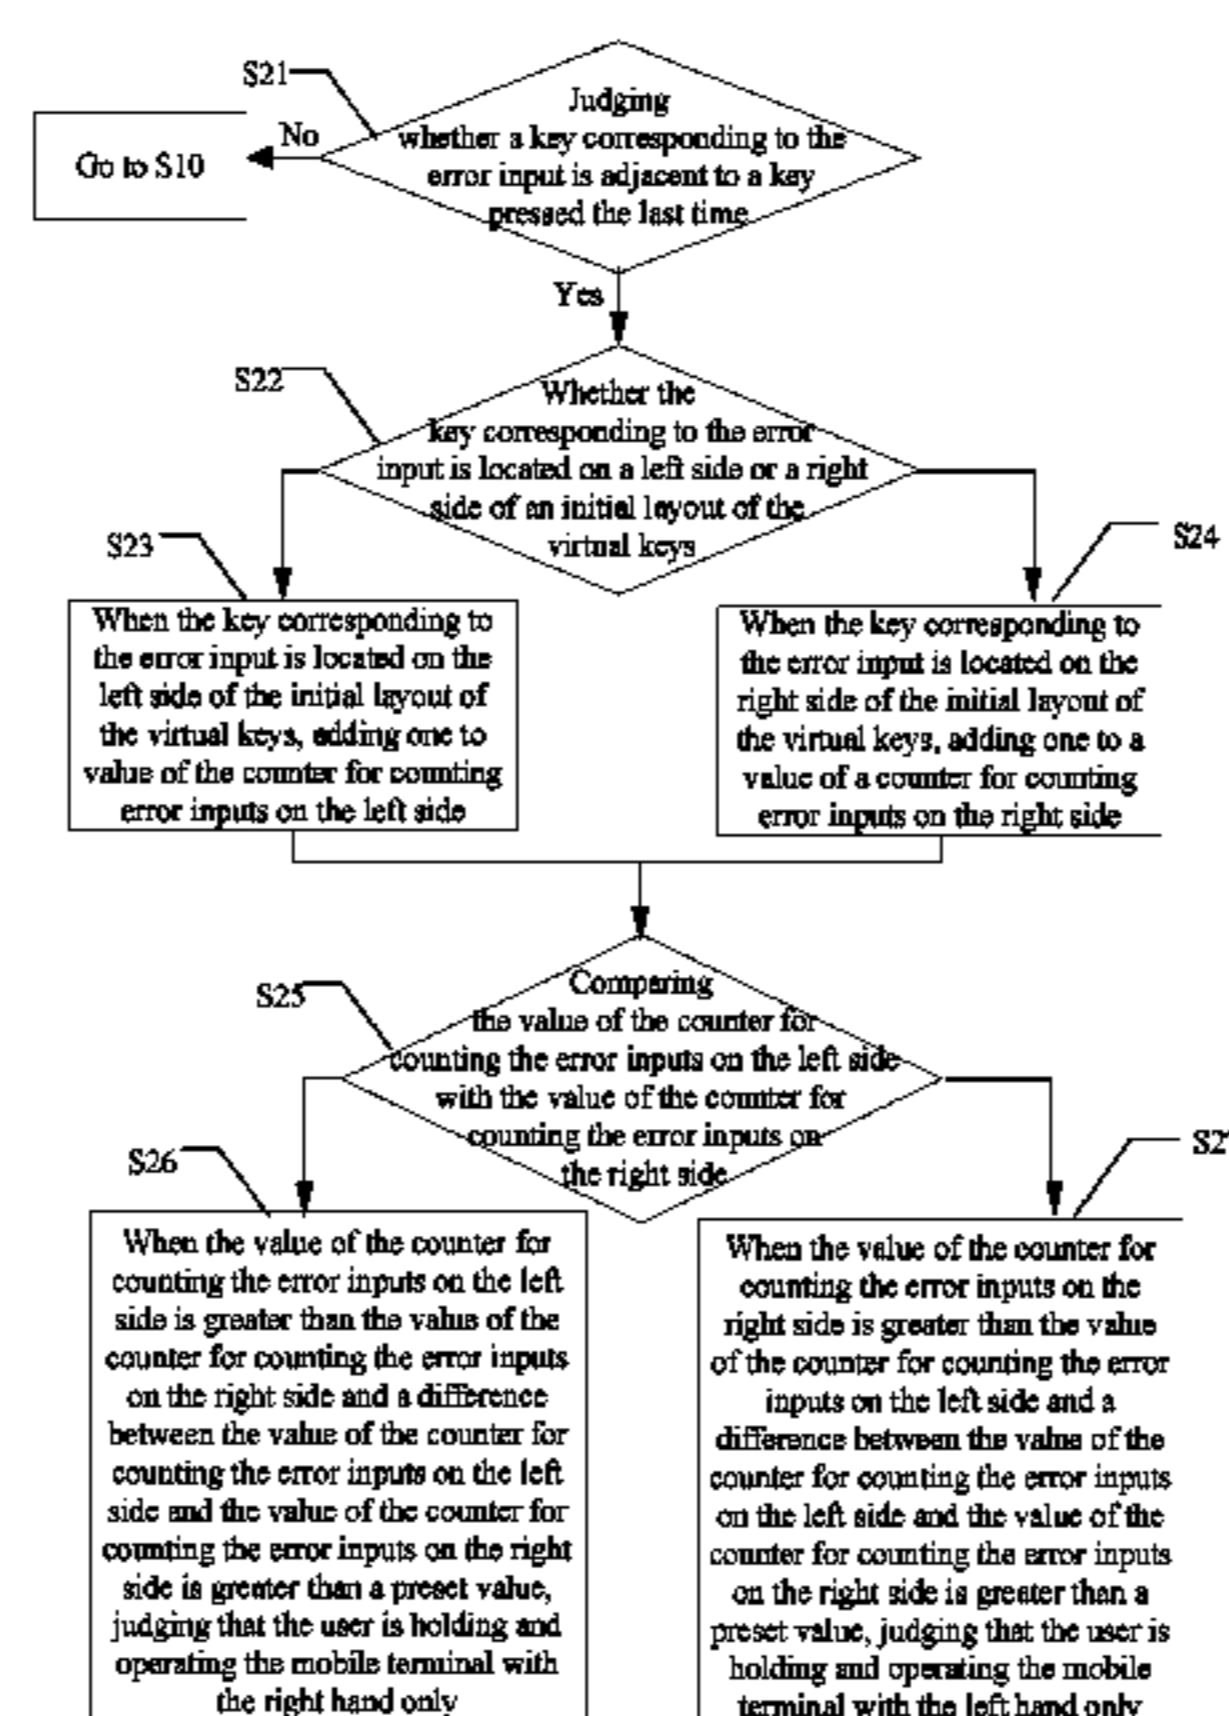 S21
Judging
whether a key corresponding to the
error input is adjacent to a key
pressed the last time
No
Go to S10
Yes
S22
Whether the
key corresponding to the error
input is located on a left side or a right
side of an initial layout of the
virtual keys
S23
When the key corresponding to
the error input is located on the
left side of the initial layout of
the virtual keys, adding one to
value of the counter for counting
error inputs on the left side
S24
When the key corresponding to
the error input is located on the
right side of the initial layout of
the virtual keys, adding one to a
value of a counter for counting
error inputs on the right side
S25
Comparing
the value of the counter for
counting the error inputs on the left side
with the value of the counter for
counting the error inputs on
the right side
S26
When the value of the counter for
counting the error inputs on the left
side is greater than the value of the
counter for counting the error inputs
on the right side and a difference
between the value of the counter for
counting the error inputs on the left
side and the value of the counter for
counting the error inputs on the right
side is greater than a preset value,
judging that the user is holding and
operating the mobile terminal with
the right hand only
When the value of the counter for
counting the error inputs on the
right side is greater than the value
of the counter for counting the error
inputs on the left side and a
difference between the value of the
counter for counting the error inputs
on the left side and the value of the
counter for counting the error inputs
on the right side is greater than a
preset value, judging that the user is
holding and operating the mobile
terminal with the left hand only